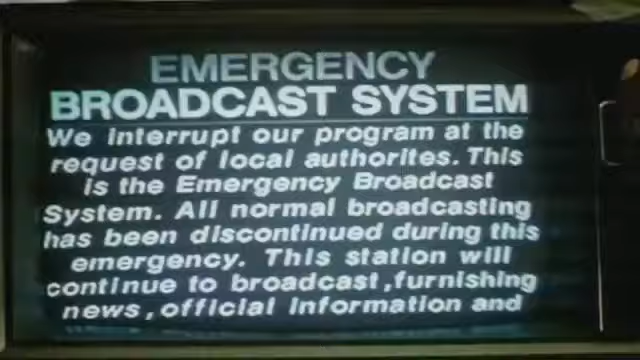 EMERGENCY
BROADCAST SYSTEM
We interrupt our program at the
request of local authorites. This
is the Emergency Broadcast
System. All normal broadcasting
has been discontinued during this
emergency. This station will
continue to broadcast,furnishing
news,official information and